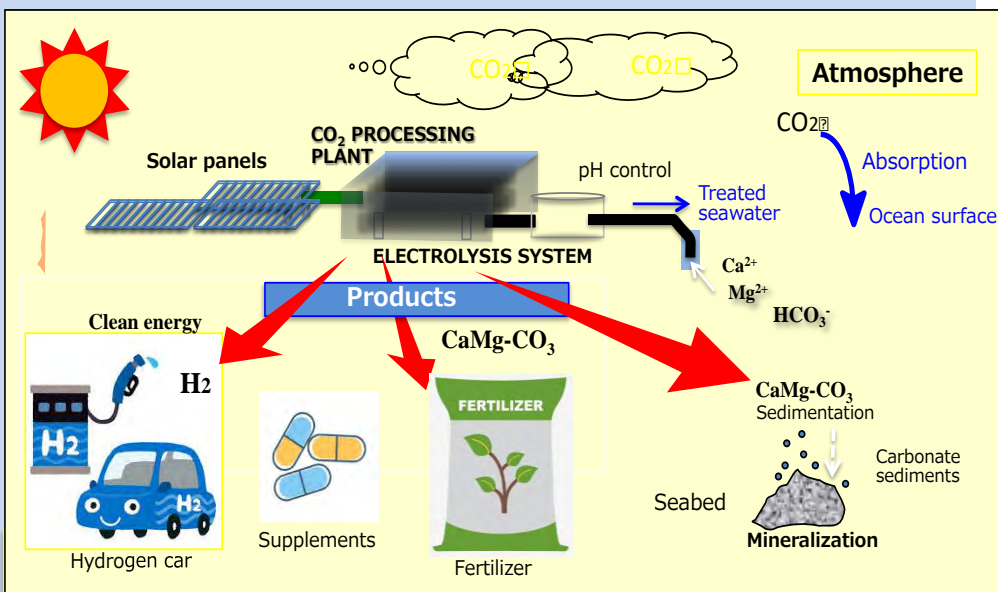 CO2
CO2
Atmosphere
CO2
CO₂ PROCESSING
PLANT
Solar panels
pH control
Absorption
Treated
seawater
Ocean surface
ELECTROLYSIS SYSTEM
Ca²⁺
Mg²⁺
HCO₃⁻
Products
Clean energy
CaMg-CO₃
H2
CaMg-CO₃
Sedimentation
FERTILIZER
H2
Carbonate
sediments
Seabed
H2
Mineralization
Supplements
Hydrogen car
Fertilizer